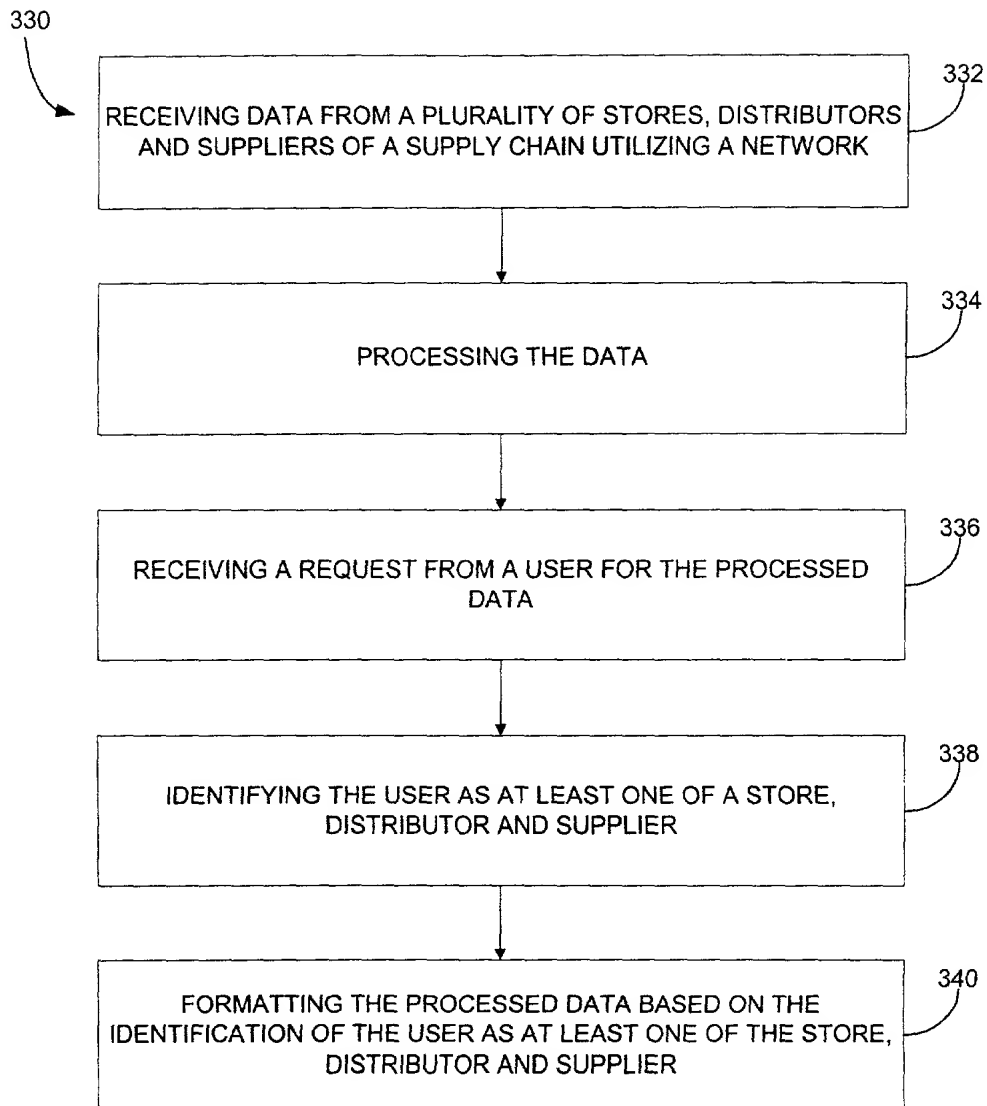 330
332
RECEIVING DATA FROM A PLURALITY OF STORES, DISTRIBUTORS
AND SUPPLIERS OF A SUPPLY CHAIN UTILIZING A NETWORK
334
PROCESSING THE DATA
336
RECEIVING A REQUEST FROM A USER FOR THE PROCESSED
DATA
338
IDENTIFYING THE USER AS AT LEAST ONE OF A STORE,
DISTRIBUTOR AND SUPPLIER
340
FORMATTING THE PROCESSED DATA BASED ON THE
IDENTIFICATION OF THE USER AS AT LEAST ONE OF THE STORE,
DISTRIBUTOR AND SUPPLIER